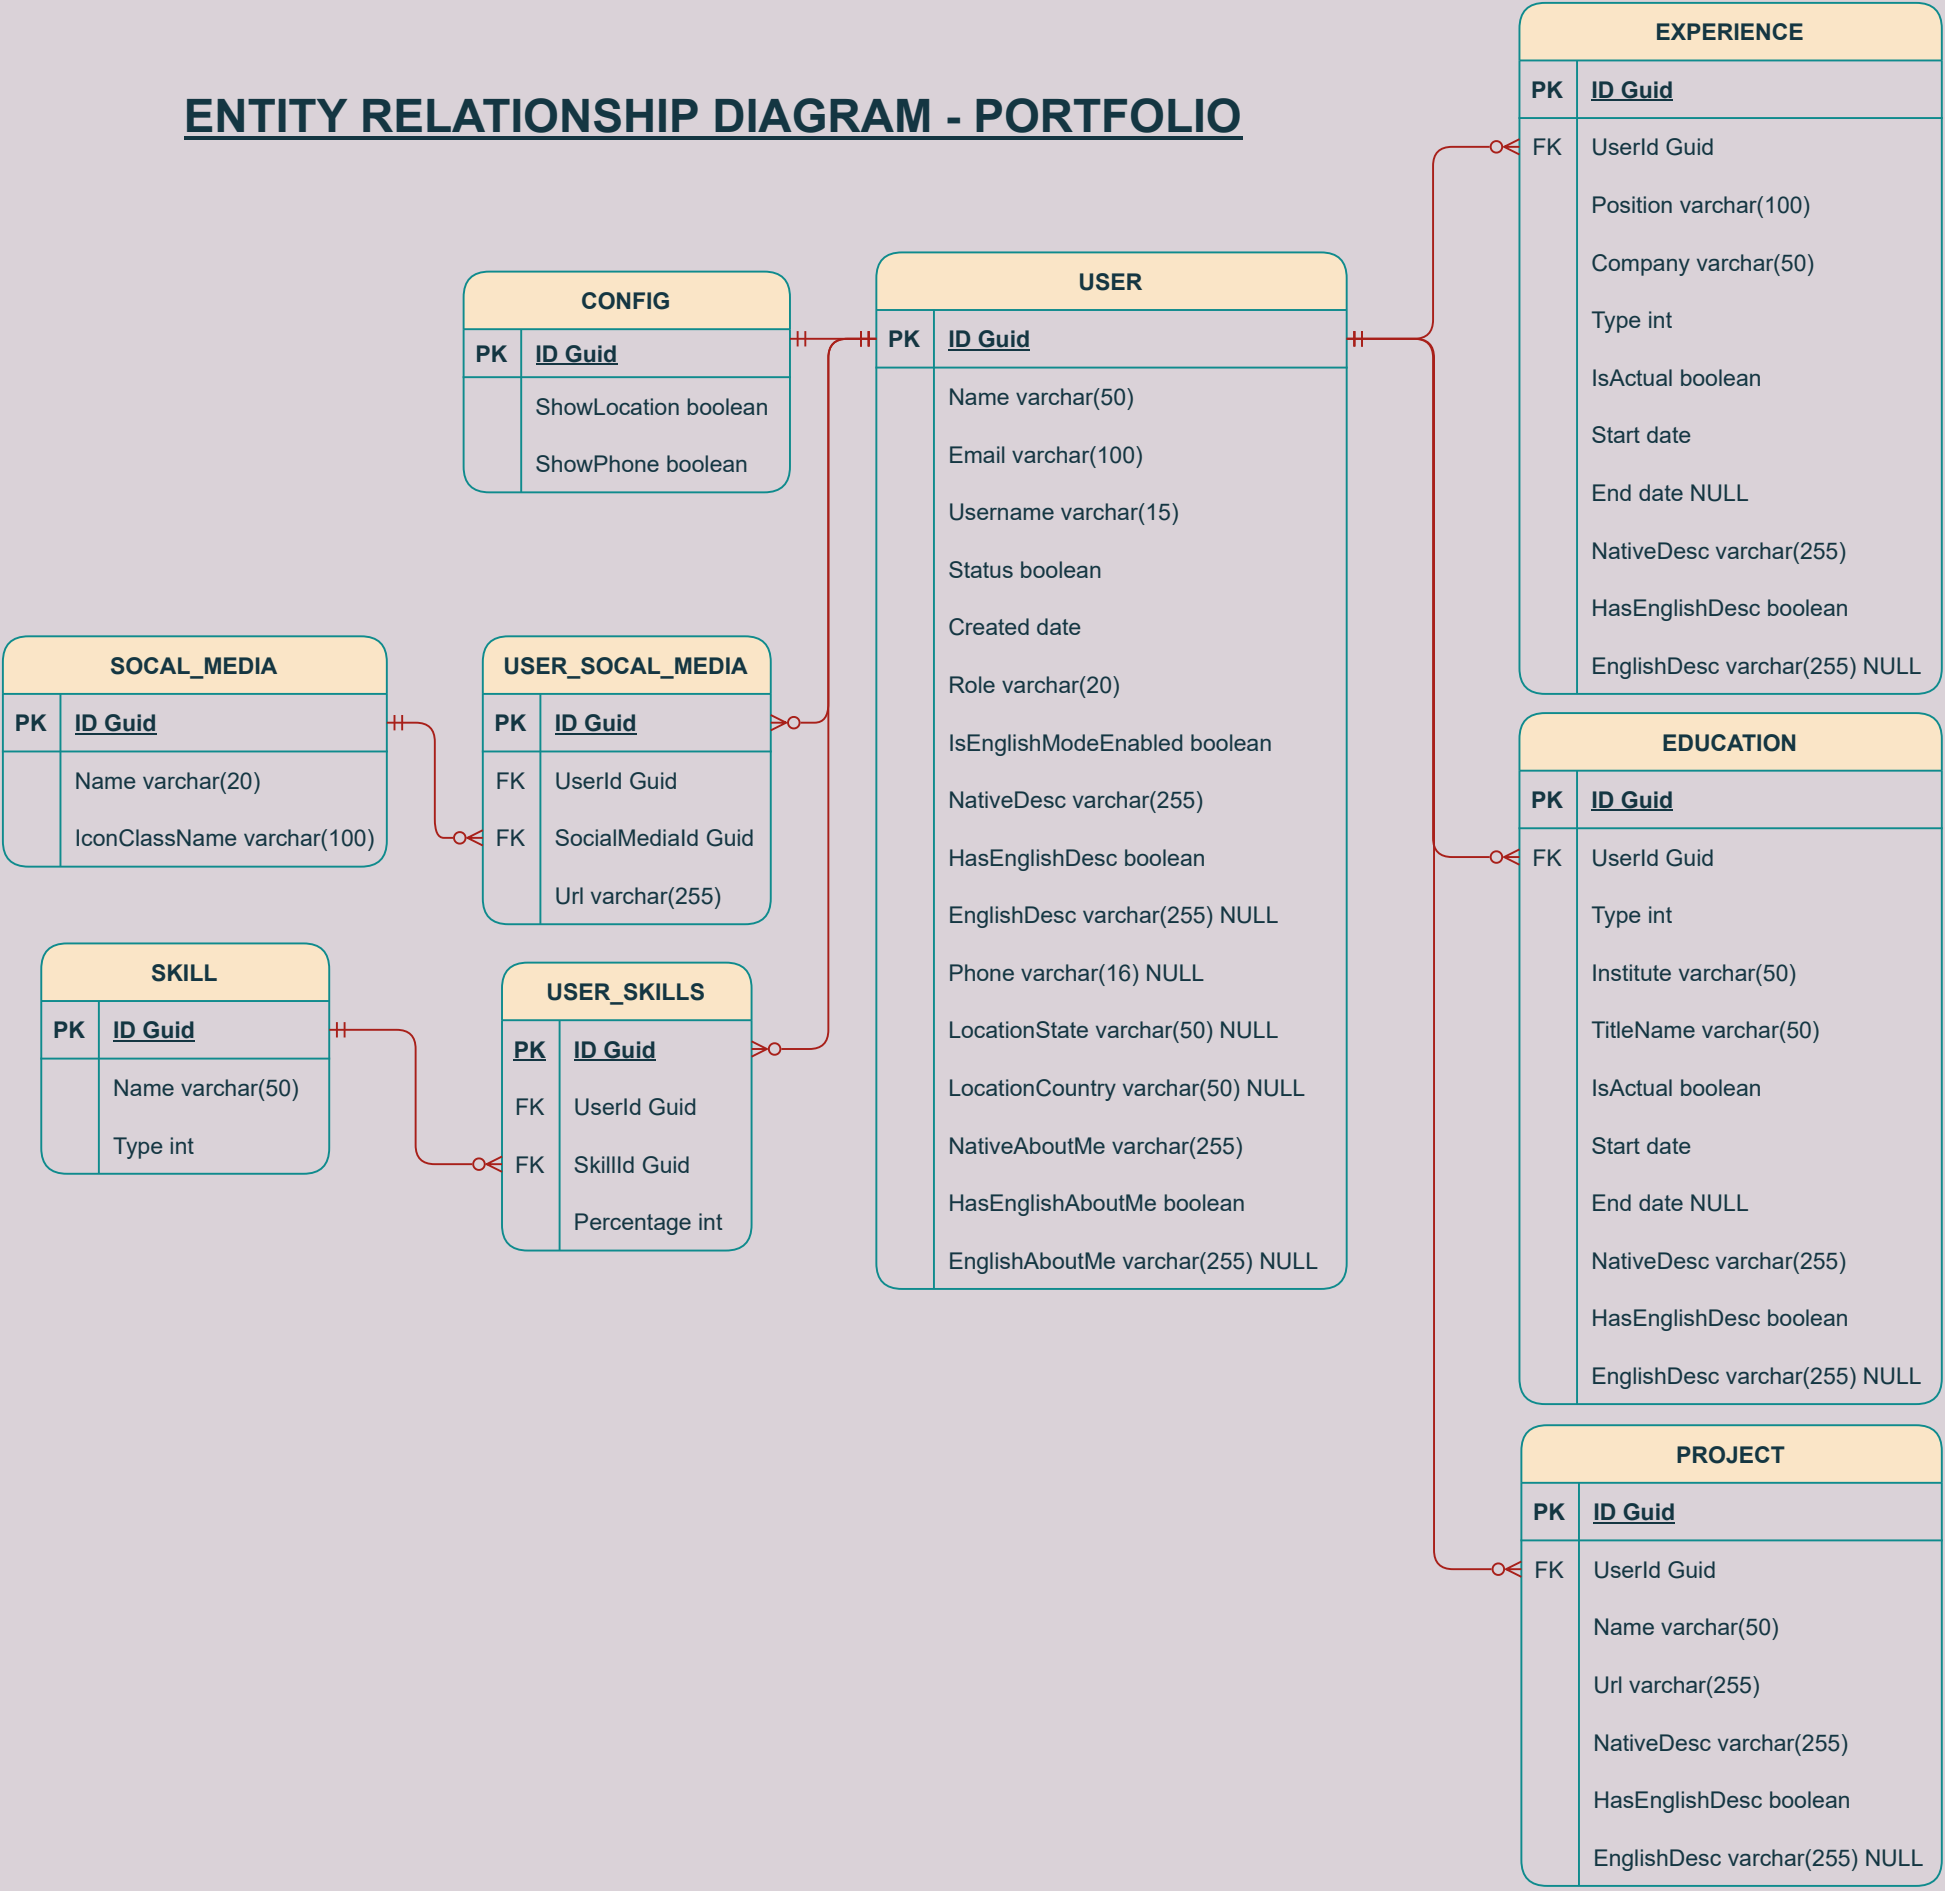 ENTITY RELATIONSHIP DIAGRAM - PORTFOLIO
CONFIG
PK ID Guid
ShowLocation boolean
ShowPhone boolean
SOCAL_MEDIA
PK ID Guid
Name varchar(20)
IconClassName varchar(100)
USER_SOCAL_MEDIA
PK ID Guid
FK UserId Guid
FK SocialMediaId Guid
Url varchar(255)
SKILL
PK ID Guid
Name varchar(50)
Type int
USER_SKILLS
PK ID Guid
FK UserId Guid
FK SkillId Guid
Percentage int
USER
PK ID Guid
Name varchar(50)
Email varchar(100)
Username varchar(15)
Status boolean
Created date
Role varchar(20)
IsEnglishModeEnabled boolean
NativeDesc varchar(255)
HasEnglishDesc boolean
EnglishDesc varchar(255) NULL
Phone varchar(16) NULL
LocationState varchar(50) NULL
LocationCountry varchar(50) NULL
NativeAboutMe varchar(255)
HasEnglishAboutMe boolean
EnglishAboutMe varchar(255) NULL
EXPERIENCE
PK ID Guid
FK UserId Guid
Position varchar(100)
Company varchar(50)
Type int
IsActual boolean
Start date
End date NULL
NativeDesc varchar(255)
HasEnglishDesc boolean
EnglishDesc varchar(255) NULL
EDUCATION
PK ID Guid
FK UserId Guid
Type int
Institute varchar(50)
TitleName varchar(50)
IsActual boolean
Start date
End date NULL
NativeDesc varchar(255)
HasEnglishDesc boolean
EnglishDesc varchar(255) NULL
PROJECT
PK ID Guid
FK UserId Guid
Name varchar(50)
Url varchar(255)
NativeDesc varchar(255)
HasEnglishDesc boolean
EnglishDesc varchar(255) NULL